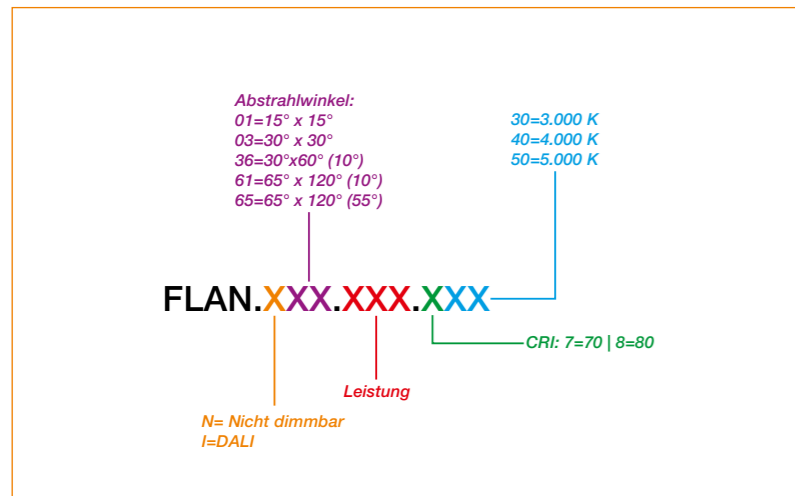 Abstrahlwinkel:
01=15° x 15°
03=30° x 30°
36=30°x60° (10°)
61=65° x 120° (10°)
65=65° x 120° (55°)
30=3.000 K
40=4.000 K
50=5.000 K
FLAN.XXX.XXX.XXX
CRI: 7=70 | 8=80
Leistung
N= Nicht dimmbar
I=DALI